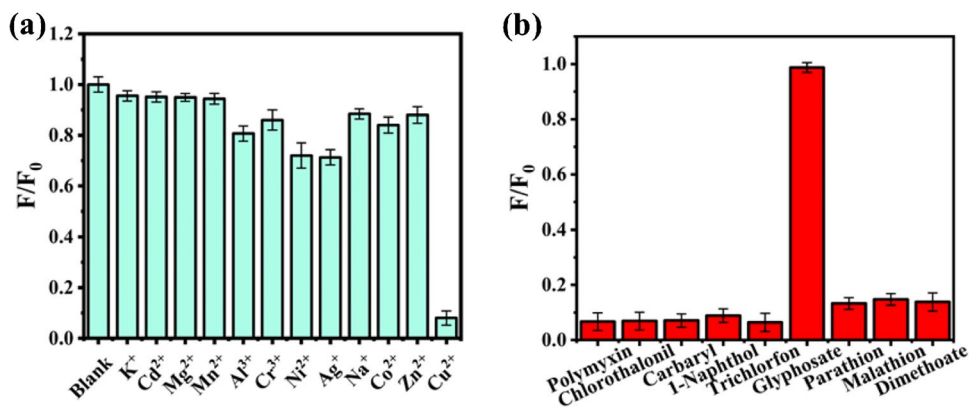 (a)
F/F0
1.2
1.0
0.8
0.6
0.4
0.2
0.0
Blank
K+
Cd2+
Mg2+
Mn2+
Al3+
Cr3+
Ni2+
Ag+
Na+
Co2+
Zn2+
Cu2+
(b)
F/F0
1.0
0.8
0.6
0.4
0.2
0.0
Polymyxin
Chlorothalonil
Carbaryl
1-Naphthol
Trichlorfon
Glyphosate
Parathion
Malathion
Dimethoate